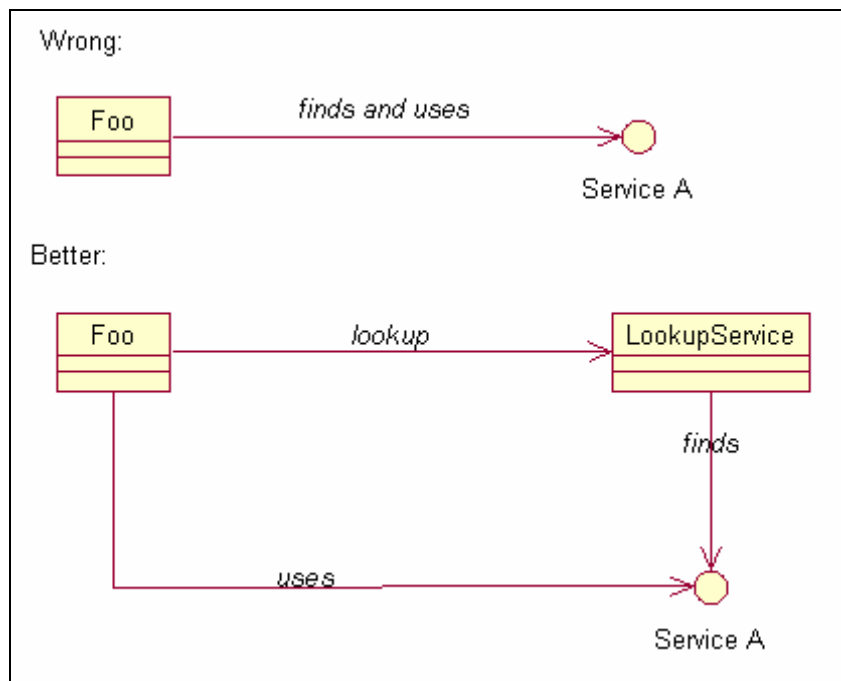 Wrong:
Foo
finds and uses
Service A
Better:
Foo
lookup
LookupService
finds
uses
Service A